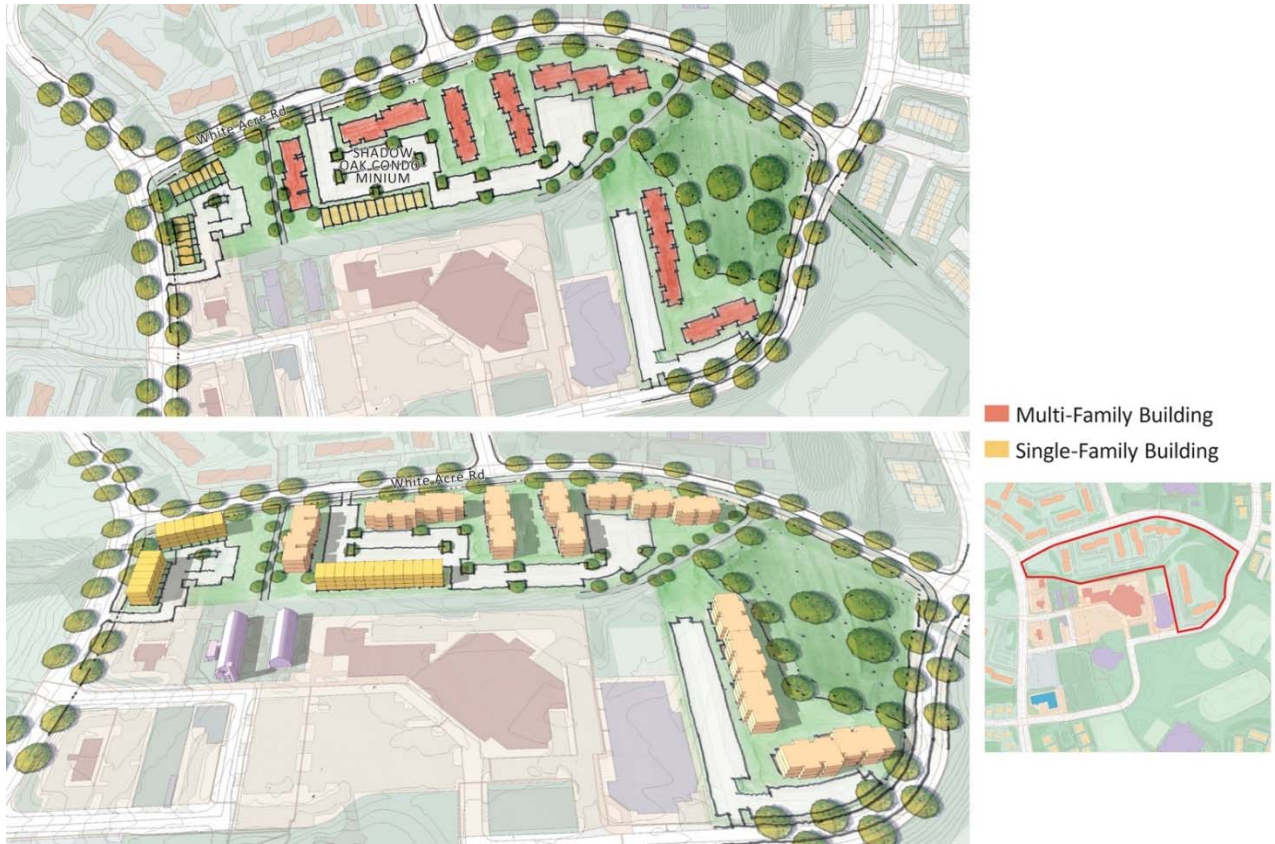 White Acre Rd
SHADOW
OAK CONDO-
MINIUM
White Acre Rd
Multi-Family Building
Single-Family Building